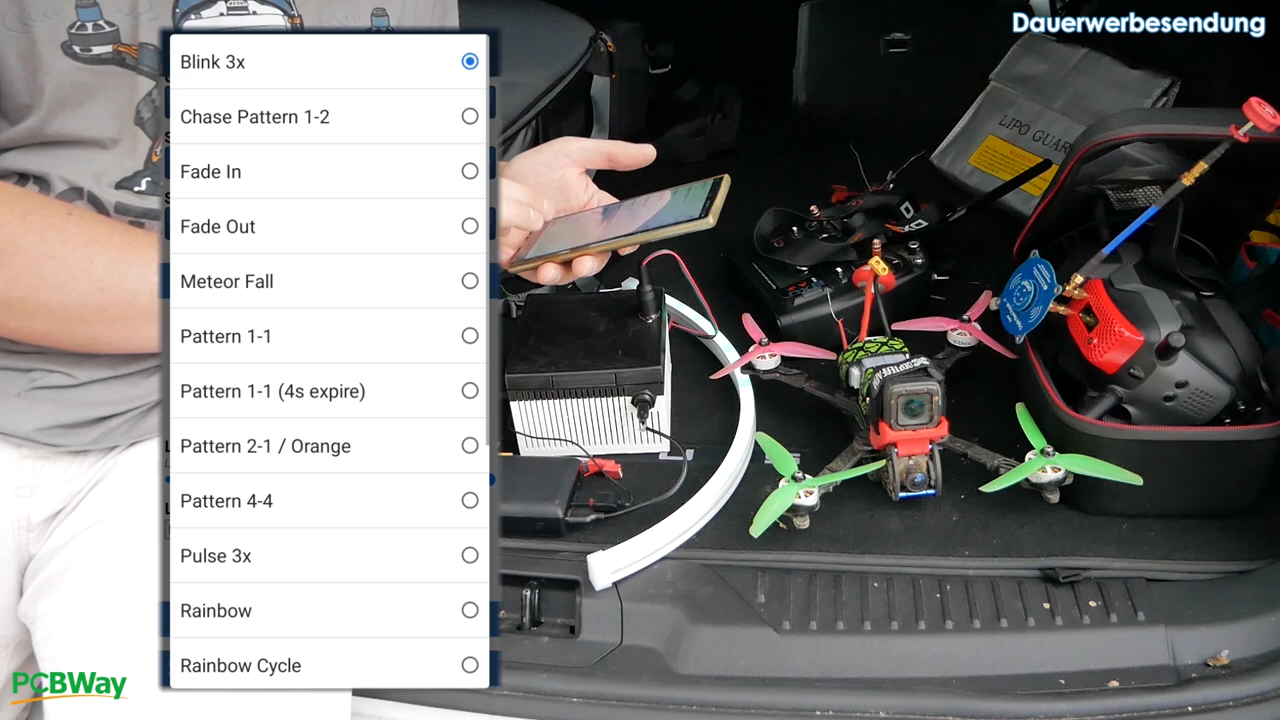 Dauerwerbesendung
Blink 3x
Chase Pattern 1-2
Fade In
Fade Out
Meteor Fall
Pattern 1-1
Pattern 1-1 (4s expire)
Pattern 2-1 / Orange
Pattern 4-4
Pulse 3x
Rainbow
Rainbow Cycle
LIPO GUAR
PCBWay